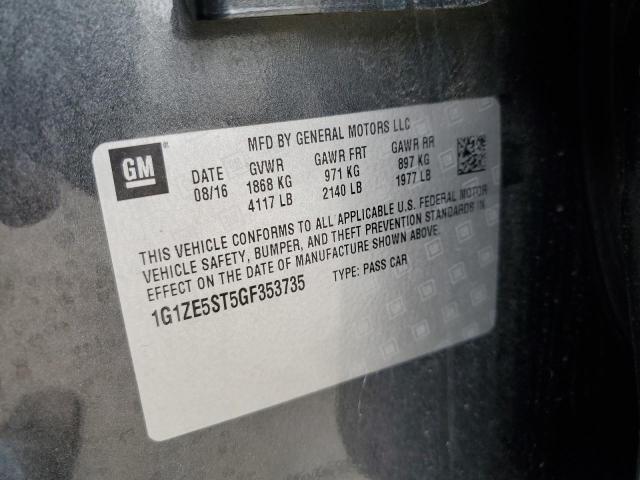 MFD BY GENERAL MOTORS LLC
GM ®
DATE GVWR GAWR FRT GAWR RR
08/16 1868 KG 971 KG 897 KG
4117 LB 2140 LB 1977 LB
THIS VEHICLE CONFORMS TO ALL APPLICABLE U.S. FEDERAL MOTOR
VEHICLE SAFETY, BUMPER, AND THEFT PREVENTION STANDARDS IN
EFFECT ON THE DATE OF MANUFACTURE SHOWN ABOVE.
1G1ZE5ST5GF353735 TYPE: PASS CAR